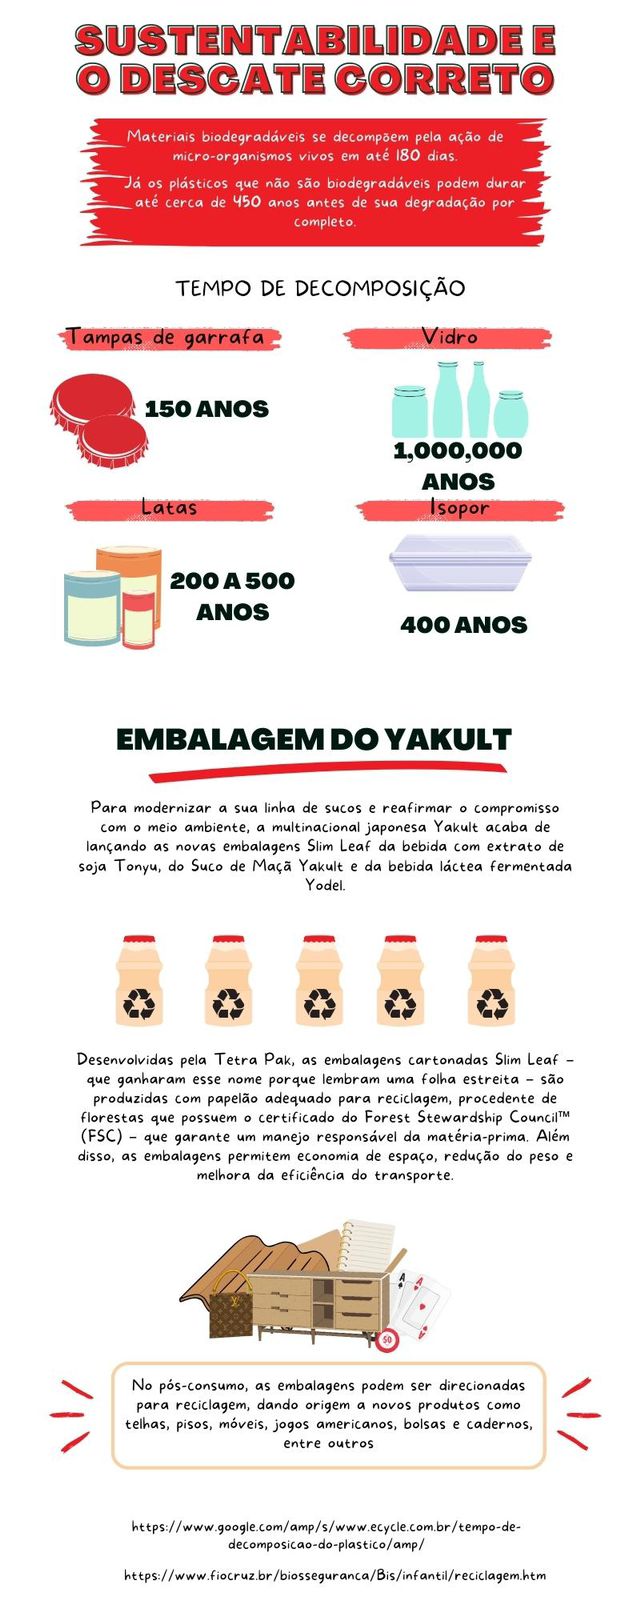 SUSTENTABILIDADE E
O DESCATE CORRETO
Materiais biodegradáveis se decompõem pela ação de
micro-organismos vivos em até 180 dias.
Já os plásticos que não são biodegradáveis podem durar
até cerca de 450 anos antes de sua degradação por
completo.
TEMPO DE DECOMPOSIÇÃO
Tampas de garrafa
150 ANOS
Vidro
1,000,000
ANOS
Latas
200 A 500
ANOS
Isopor
400 ANOS
EMBALAGEM DO YAKULT
Para modernizar a sua linha de sucos e reafirmar o compromisso
com o meio ambiente, a multinacional japonesa Yakult acaba de
lançando as novas embalagens Slim Leaf da bebida com extrato de
soja Tonyu, do Suco de Maçã Yakult e da bebida láctea fermentada
Yodel.
Desenvolvidas pela Tetra Pak, as embalagens cartonadas Slim Leaf –
que ganharam esse nome porque lembram uma folha estreita – são
produzidas com papelão adequado para reciclagem, procedente de
florestas que possuem o certificado do Forest Stewardship Council™
(FSC) – que garante um manejo responsável da matéria-prima. Além
disso, as embalagens permitem economia de espaço, redução do peso e
melhora da eficiência do transporte.
A
A
50
No pós-consumo, as embalagens podem ser direcionadas
para reciclagem, dando origem a novos produtos como
telhas, pisos, móveis, jogos americanos, bolsas e cadernos,
entre outros
https://www.google.com/amp/s/www.ecycle.com.br/tempo-de-
decomposicao-do-plastico/amp/
https://www.fiocruz.br/biosseguranca/Bis/infantil/reciclagem.htm